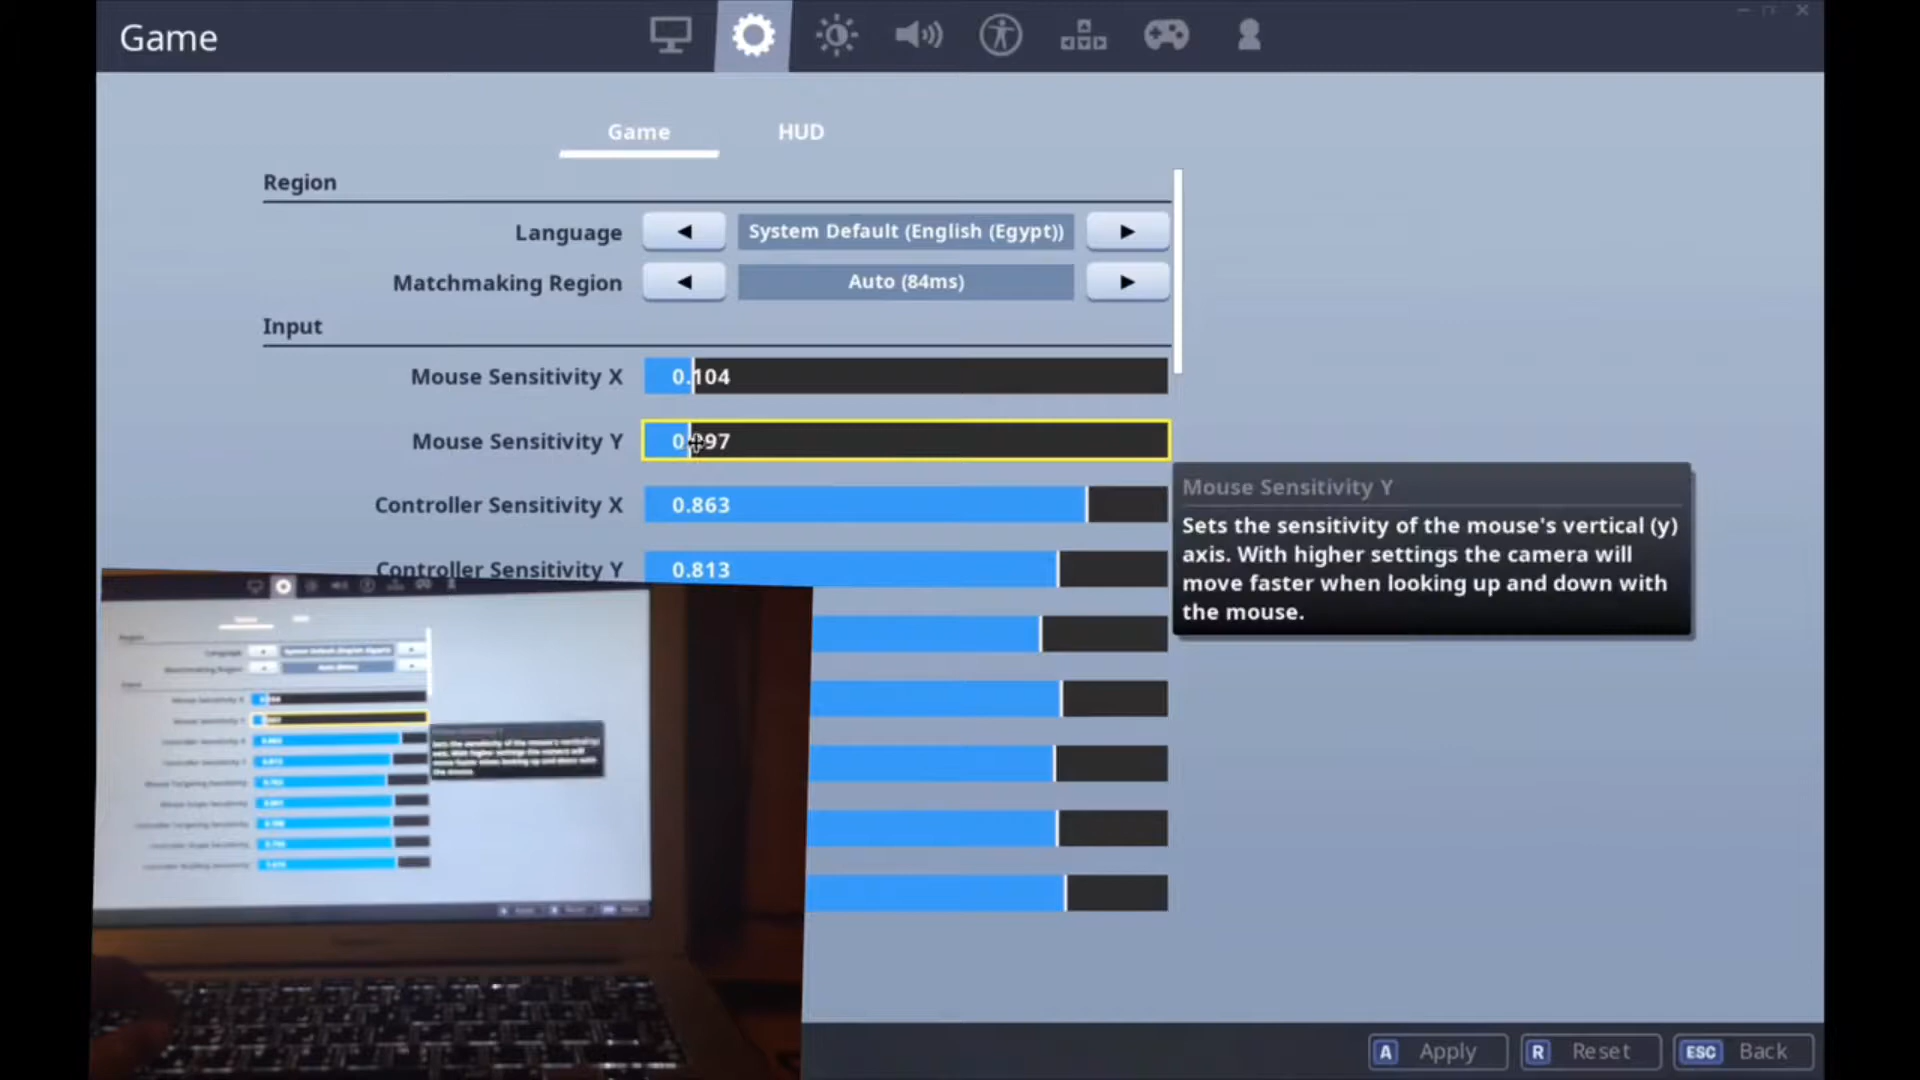 Game
Game HUD
Region
Language System Default (English (Egypt))
Matchmaking Region Auto (84ms)
Input
Mouse Sensitivity X 0.104
Mouse Sensitivity Y 0.097
Controller Sensitivity X 0.863
Controller Sensitivity Y 0.813
Mouse Sensitivity Y
Sets the sensitivity of the mouse's vertical (y)
axis. With higher settings the camera will
move faster when looking up and down with
the mouse.
A Apply R Reset ESC Back